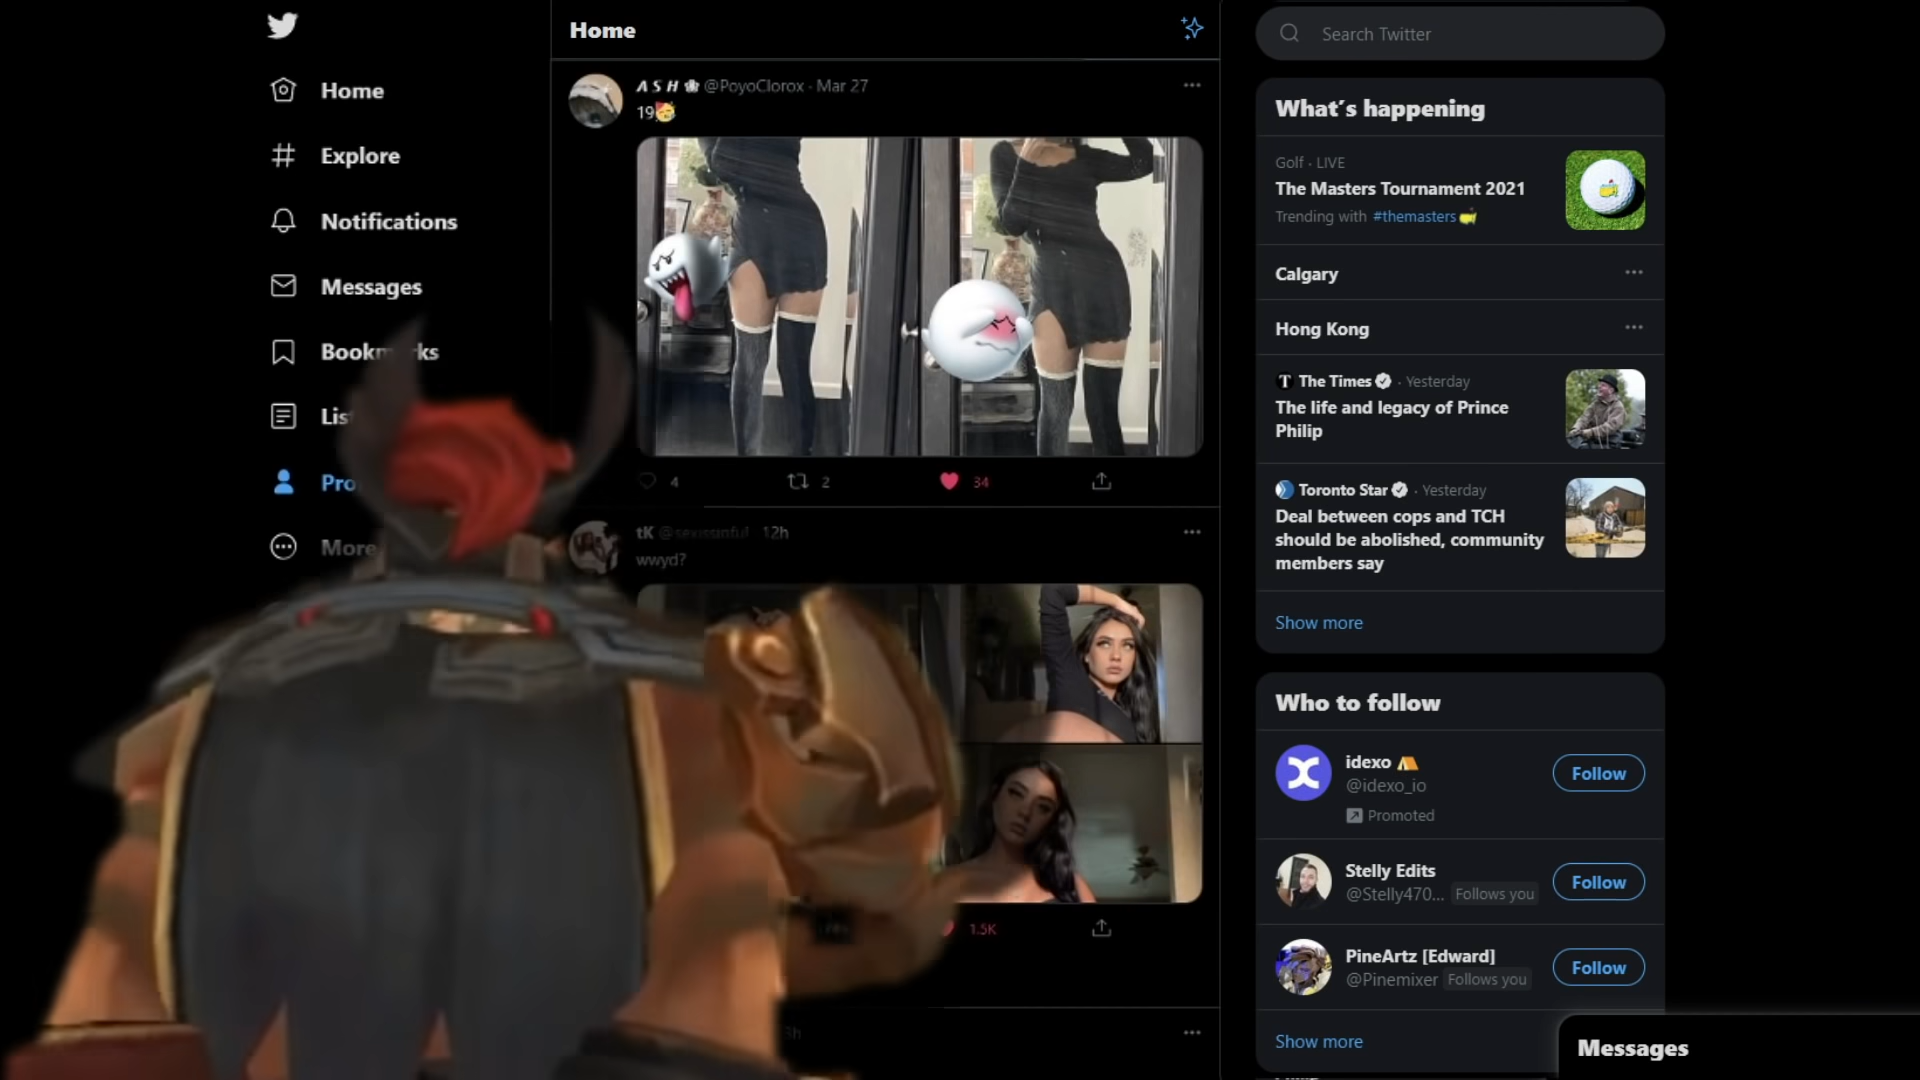 Home
Explore
Notifications
Messages
More
Home
A S H @PoyoClorox · Mar 27
19
4
2
34
tK @sexissinful 12h
wwyd?
1.5K
Search Twitter
What's happening
Golf · LIVE
The Masters Tournament 2021
Trending with #themasters
Calgary
Hong Kong
The Times · Yesterday
The life and legacy of Prince
Philip
Toronto Star · Yesterday
Deal between cops and TCH
should be abolished, community
members say
Show more
Who to follow
idexo
@idexo_io
Promoted
Follow
Stelly Edits
@Stelly470... Follows you
Follow
PineArtz [Edward]
@Pinemixer Follows you
Follow
Show more
Messages